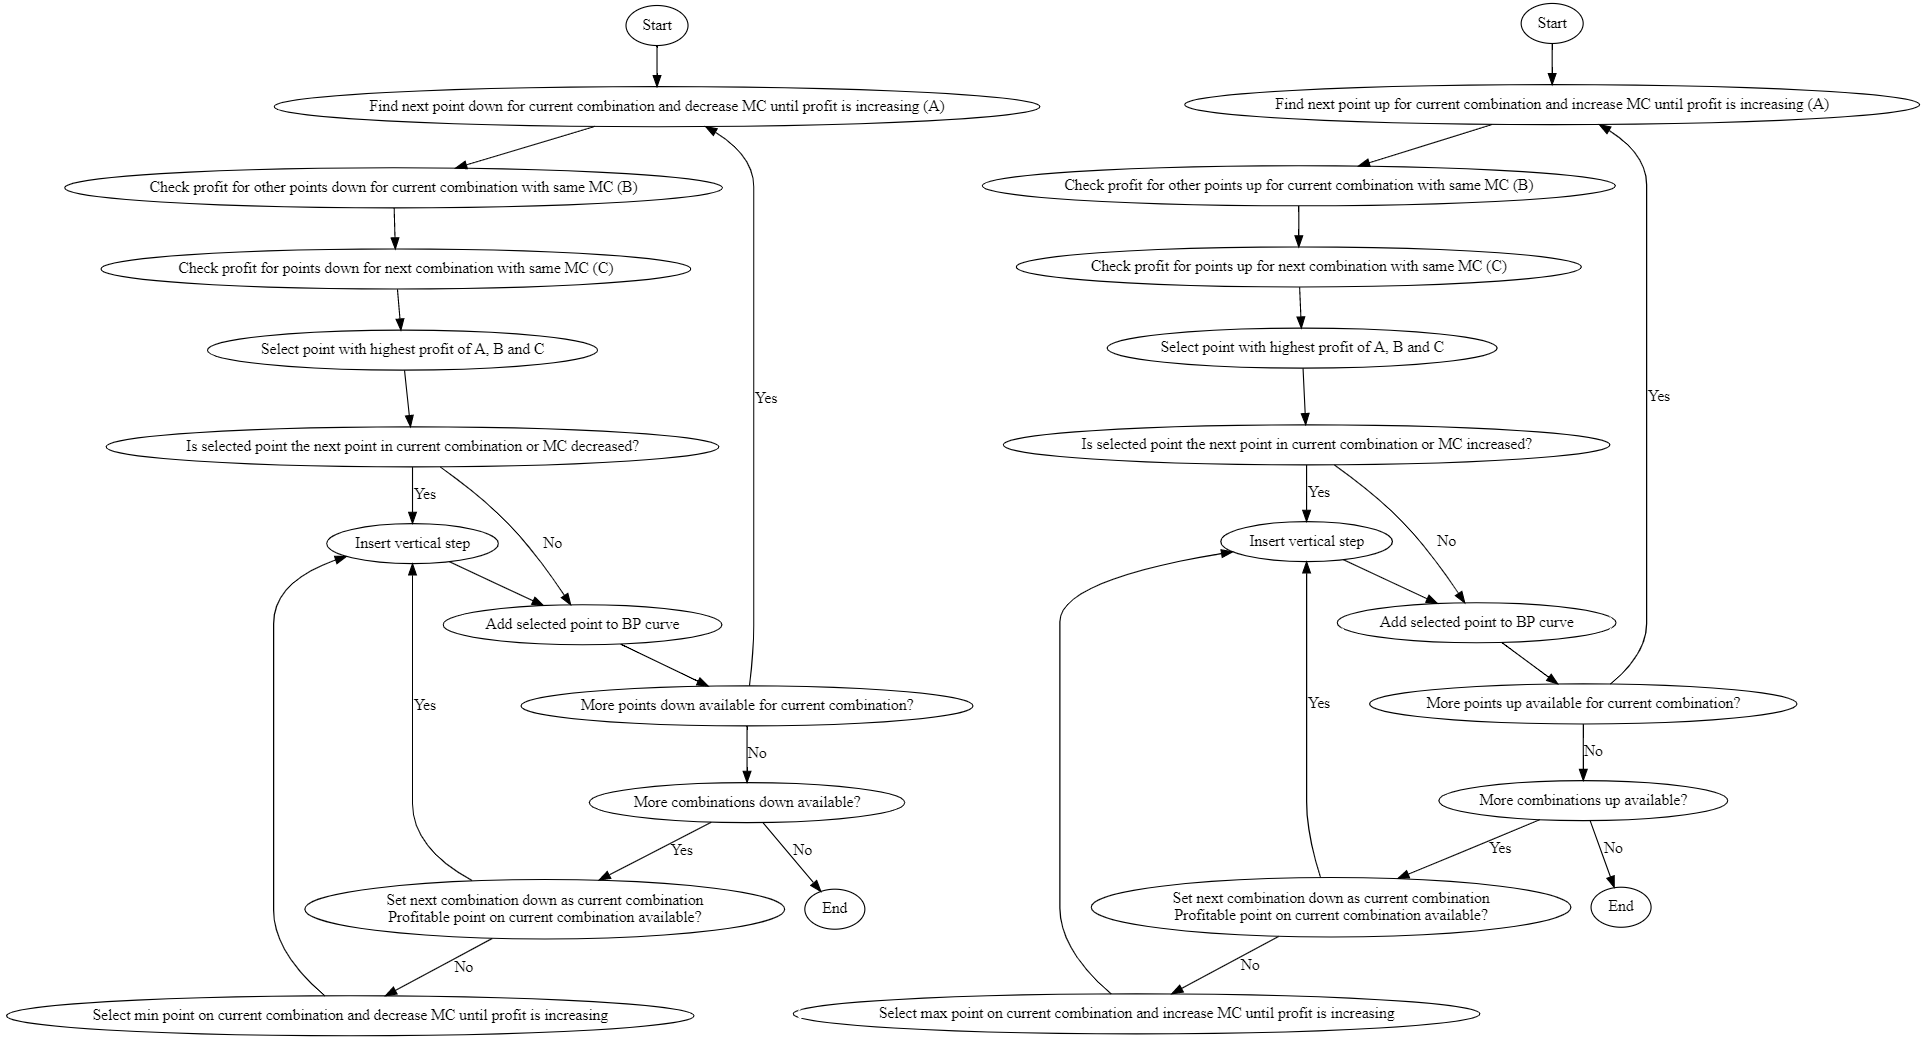 Start
Find next point down for current combination and decrease MC until profit is increasing (A)
Check profit for other points down for current combination with same MC (B)
Check profit for points down for next combination with same MC (C)
Select point with highest profit of A, B and C
Yes
Is selected point the next point in current combination or MC decreased?
Yes
No
Insert vertical step
Add selected point to BP curve
Yes
More points down available for current combination?
No
More combinations down available?
Yes
No
Set next combination down as current combination
Profitable point on current combination available?
End
No
Select min point on current combination and decrease MC until profit is increasing
Start
Find next point up for current combination and increase MC until profit is increasing (A)
Check profit for other points up for current combination with same MC (B)
Check profit for points up for next combination with same MC (C)
Select point with highest profit of A, B and C
Yes
Is selected point the next point in current combination or MC increased?
Yes
No
Insert vertical step
Add selected point to BP curve
Yes
More points up available for current combination?
No
More combinations up available?
Yes
No
Set next combination down as current combination
Profitable point on current combination available?
End
No
Select max point on current combination and increase MC until profit is increasing